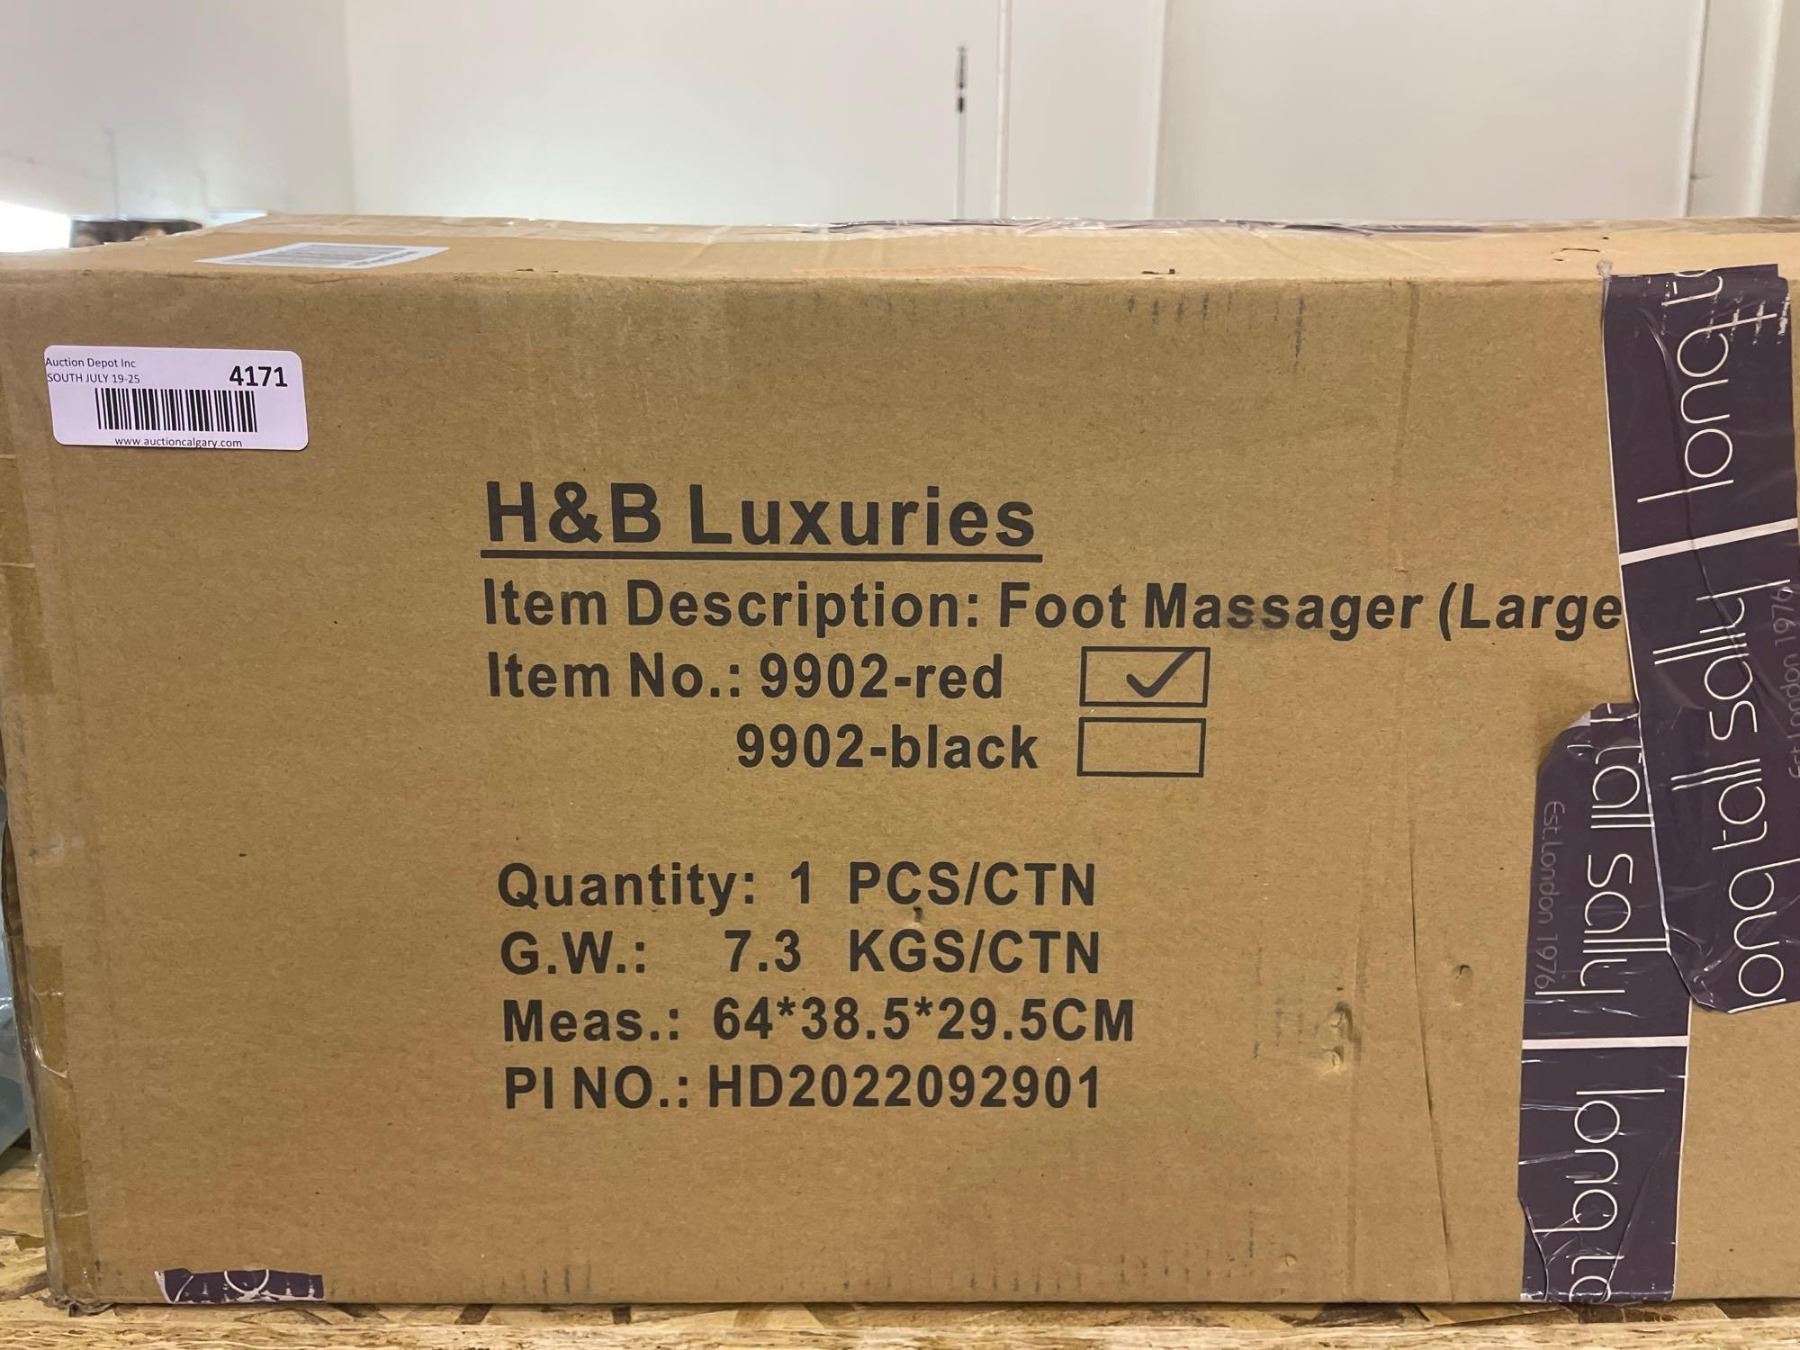 Auction Depot Inc
SOUTH JULY 19-25
4171
www.auctioncalgary.com
H&B Luxuries
Item Description: Foot Massager (Large
Item No.: 9902-red
9902-black
Quantity: 1 PCS/CTN
G.W.: 7.3 KGS/CTN
Meas.: 64*38.5*29.5CM
PI NO.: HD2022092901
long tall sally
Est. London 1976
long
tall sally
Est. London 1976
long